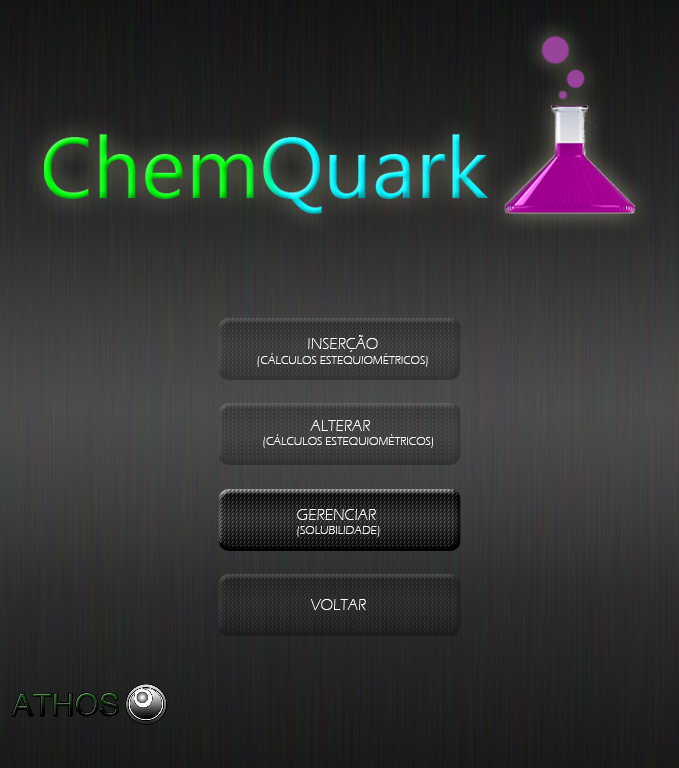 ChemQuark
INSERÇÃO
(CÁLCULOS ESTEQUIOMÉTRICOS)
ALTERAR
(CÁLCULOS ESTEQUIOMÉTRICOS)
GERENCIAR
(SOLUBILIDADE)
VOLTAR
ATHOS